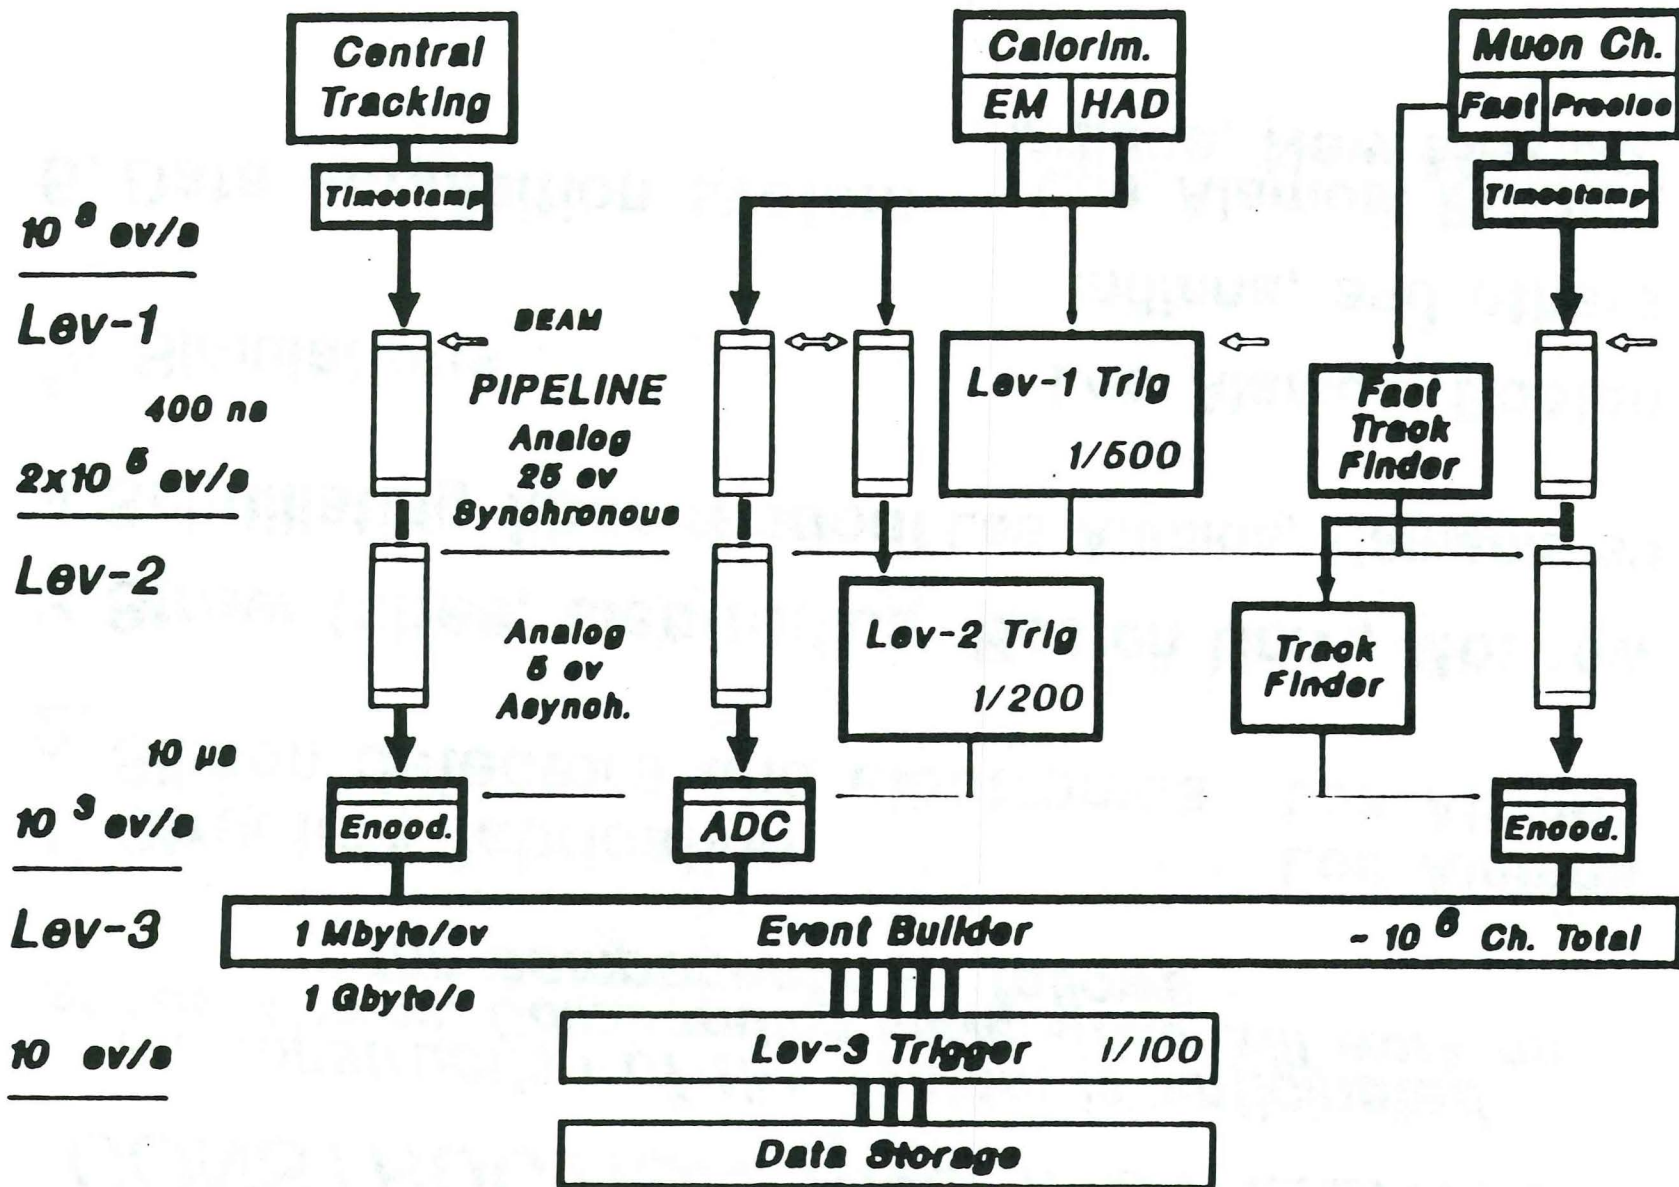 Central
Tracking
Calorim.
EM HAD
Muon Ch.
Fast Precise
Timestamp
Timestamp
10 8 ev/s
Lev-1
BEAM
400 ns
PIPELINE
Analog
25 ev
Synchronous
Lev-1 Trig
1/500
Fast
Track
Finder
2x10 5 ev/s
Lev-2
Analog
5 ev
Asynch.
Lev-2 Trig
1/200
Track
Finder
10 µs
10 3 ev/s
Encod.
ADC
Encod.
Lev-3
1 Mbyte/ev Event Builder ~ 10 6 Ch. Total
1 Gbyte/s
10 ev/s
Lev-3 Trigger 1/100
Data Storage